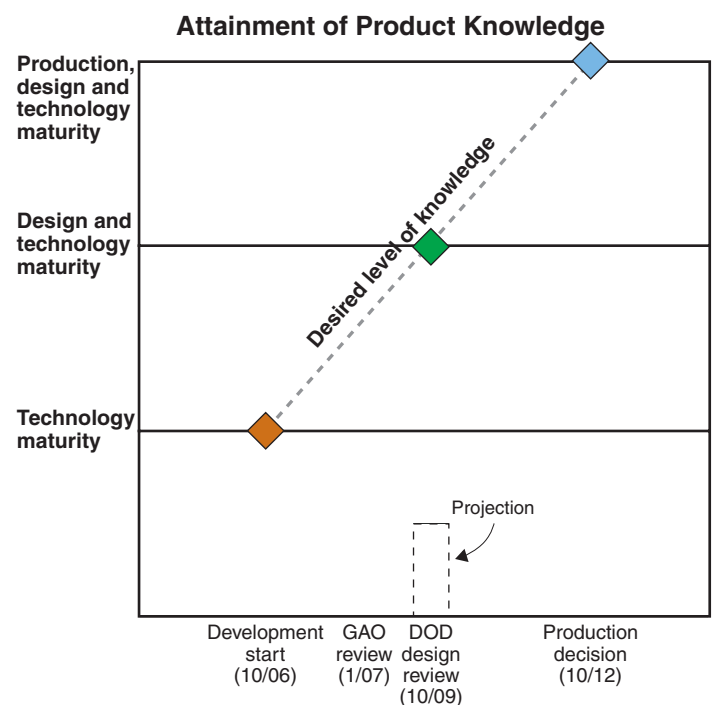 Attainment of Product Knowledge
Production,
design and
technology
maturity
Design and
technology
maturity
Technology
maturity
Desired level of knowledge
Projection
Development
start
(10/06)
GAO
review
(1/07)
DOD
design
review
(10/09)
Production
decision
(10/12)